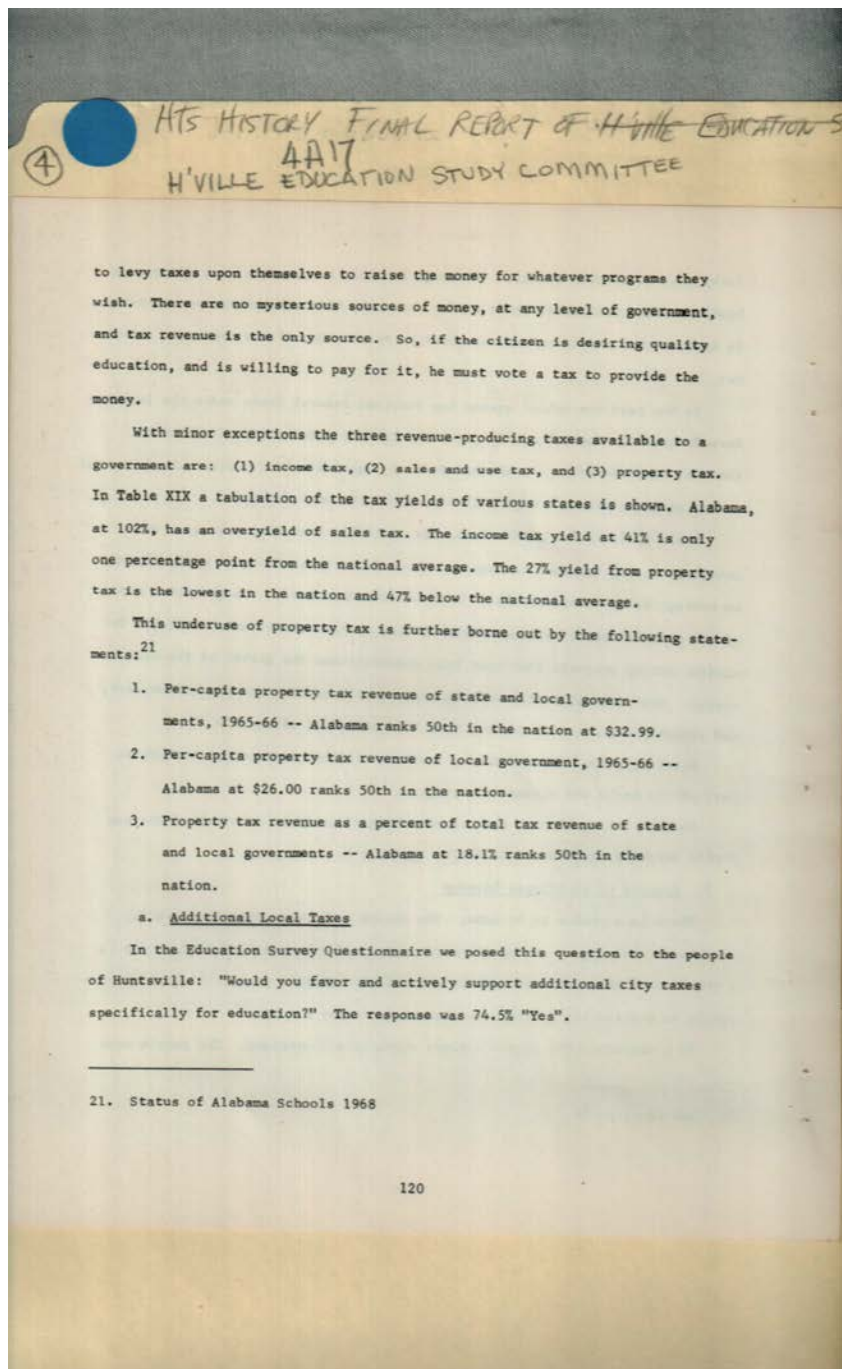 HTS HISTORY FINAL REPORT OF H'ville EDUCATION S
4A17
4
H'VILLE EDUCATION STUDY COMMITTEE
to levy taxes upon themselves to raise the money for whatever programs they
wish. There are no mysterious sources of money, at any level of government,
and tax revenue is the only source. So, if the citizen is desiring quality
education, and is willing to pay for it, he must vote a tax to provide the
money.
With minor exceptions the three revenue-producing taxes available to a
government are: (1) income tax, (2) sales and use tax, and (3) property tax.
In Table XIX a tabulation of the tax yields of various states is shown. Alabama,
at 102%, has an overyield of sales tax. The income tax yield at 41% is only
one percentage point from the national average. The 27% yield from property
tax is the lowest in the nation and 47% below the national average.
This underuse of property tax is further borne out by the following state-
ments:21
1. Per-capita property tax revenue of state and local govern-
ments, 1965-66 -- Alabama ranks 50th in the nation at $32.99.
2. Per-capita property tax revenue of local government, 1965-66 --
Alabama at $26.00 ranks 50th in the nation.
3. Property tax revenue as a percent of total tax revenue of state
and local governments -- Alabama at 18.1% ranks 50th in the
nation.
a. Additional Local Taxes
In the Education Survey Questionnaire we posed this question to the people
of Huntsville: "Would you favor and actively support additional city taxes
specifically for education?" The response was 74.5% "Yes".
21. Status of Alabama Schools 1968
120